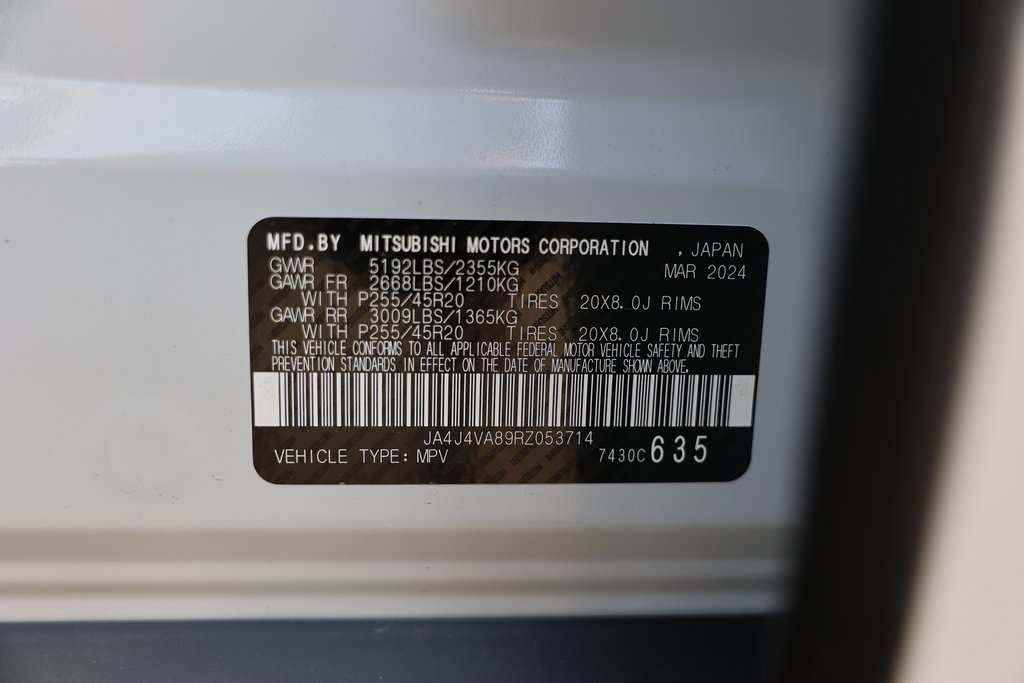 MFD.BY MITSUBISHI MOTORS CORPORATION , JAPAN
GVWR 5192LBS/2355KG MAR 2024
GAWR FR 2668LBS/1210KG
WITH P255/45R20 TIRES 20X8.0J RIMS
GAWR RR 3009LBS/1365KG
WITH P255/45R20 TIRES 20X8.0J RIMS
THIS VEHICLE CONFORMS TO ALL APPLICABLE FEDERAL MOTOR VEHICLE SAFETY AND THEFT
PREVENTION STANDARDS IN EFFECT ON THE DATE OF MANUFACTURE SHOWN ABOVE.
JA4J4VA89RZ053714
VEHICLE TYPE: MPV 7430C 635